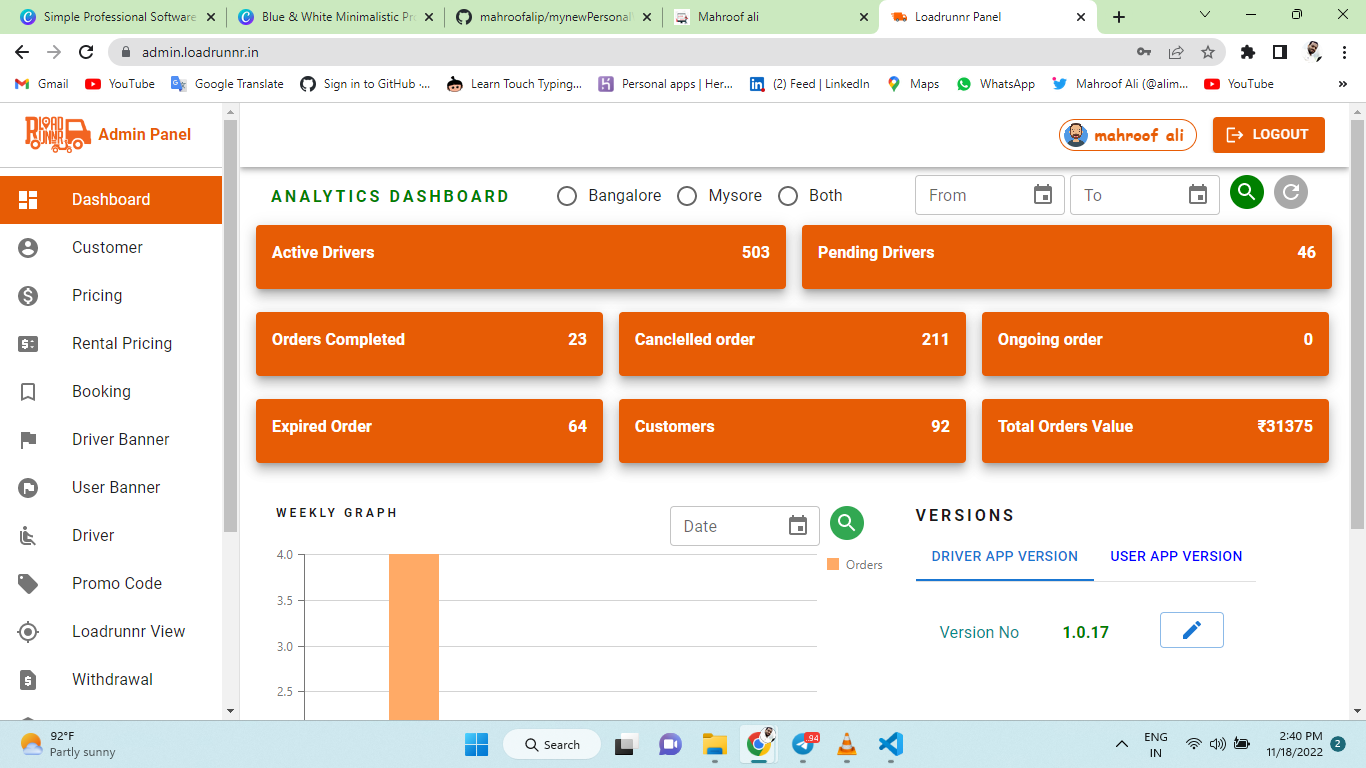 Simple Professional Software
Blue & White Minimalistic Pr
mahroofalip/mynewPersonal
Mahroof ali
Loadrunnr Panel
admin.loadrunnr.in
Gmail
YouTube
Google Translate
Sign in to GitHub ·...
Learn Touch Typing...
Personal apps | Her...
(2) Feed | LinkedIn
Maps
WhatsApp
Mahroof Ali (@alim...
YouTube
»
LOAD RUNNR
Admin Panel
mahroof ali
LOGOUT
Dashboard
Customer
Pricing
Rental Pricing
Booking
Driver Banner
User Banner
Driver
Promo Code
Loadrunnr View
Withdrawal
ANALYTICS DASHBOARD
Bangalore
Mysore
Both
From
To
Active Drivers 503
Pending Drivers 46
Orders Completed 23
Canclelled order 211
Ongoing order 0
Expired Order 64
Customers 92
Total Orders Value ₹31375
WEEKLY GRAPH
Date
4.0
3.5
3.0
2.5
Orders
VERSIONS
DRIVER APP VERSION
USER APP VERSION
Version No 1.0.17
92°F
Partly sunny
Search
94
ENG
IN
2:40 PM
11/18/2022
2